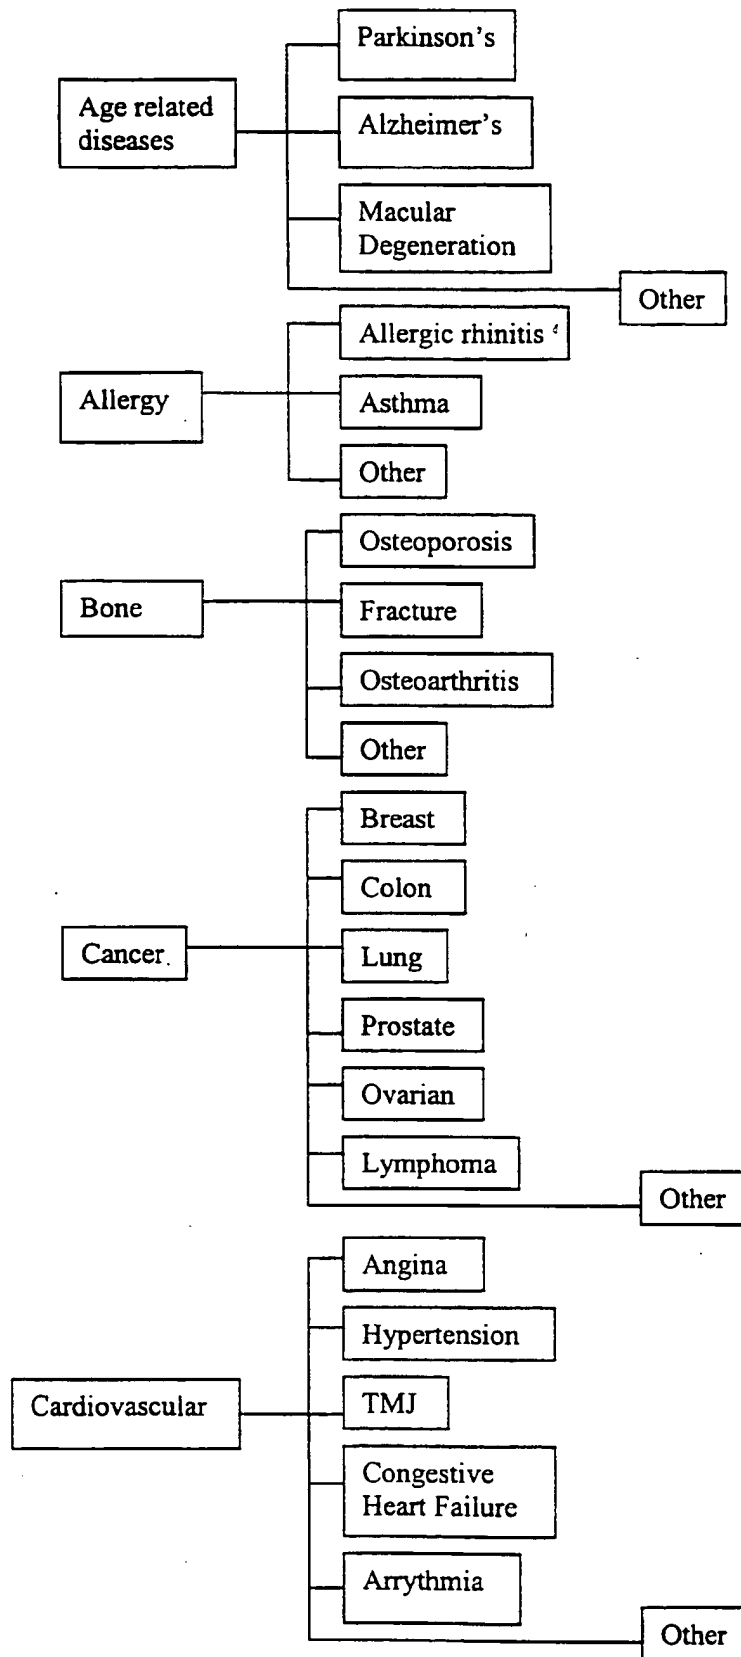 Parkinson's
Age related
diseases
Alzheimer's
Macular
Degeneration
Other
Allergic rhinitis
Allergy
Asthma
Other
Osteoporosis
Bone
Fracture
Osteoarthritis
Other
Breast
Colon
Cancer
Lung
Prostate
Ovarian
Lymphoma
Other
Angina
Hypertension
Cardiovascular
TMJ
Congestive
Heart Failure
Arrythmia
Other